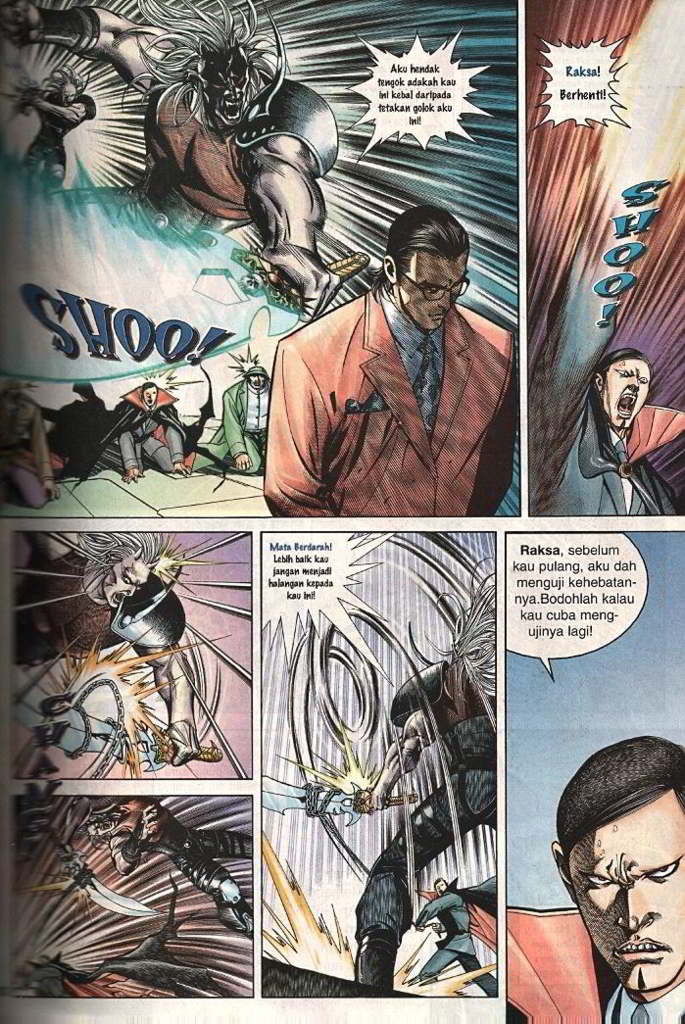 Aku hendak
tengok adakah kau
ini kebal daripada
tetakan golok aku
ini!
Raksa!
Berhenti!
SHOO!
SHOO!
Mata Berdarah!
Lebih baik kau
jangan menjadi
halangan kepada
kau ini!
Raksa, sebelum
kau pulang, aku dah
menguji kehebatan-
nya.Bodohlah kalau
kau cuba meng-
ujinya lagi!